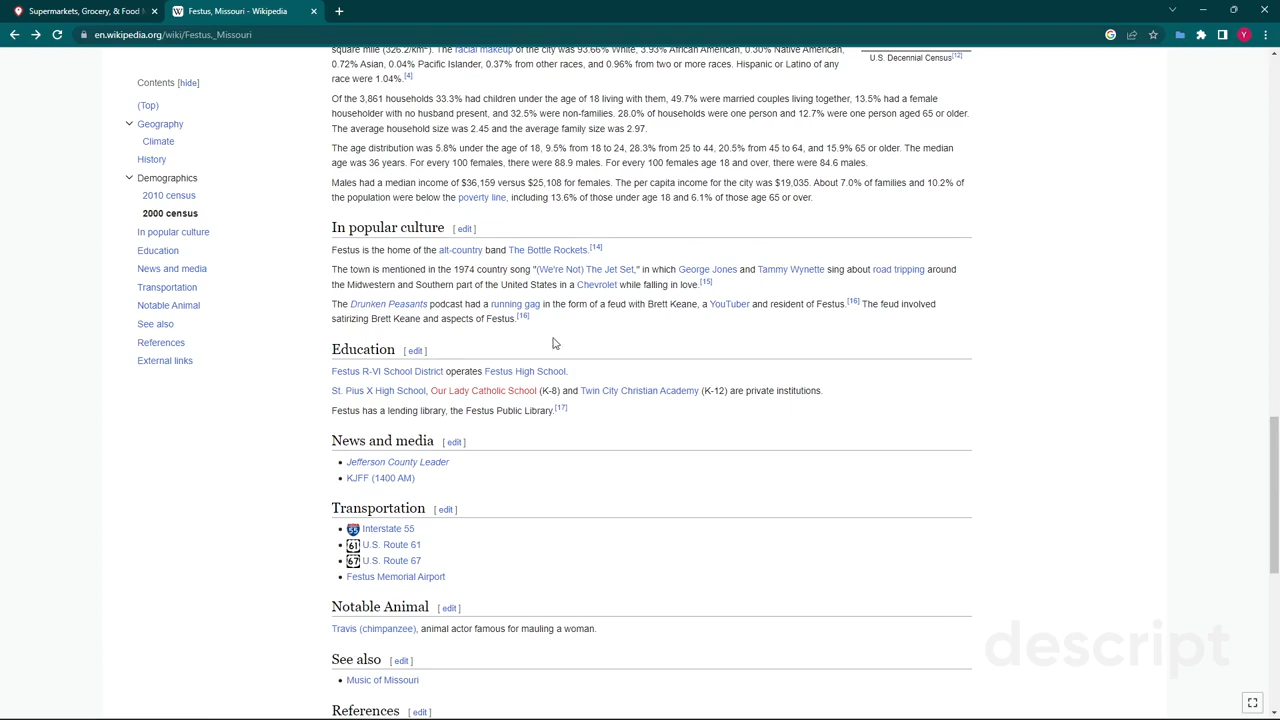 Supermarkets, Grocery, & Food M
Festus, Missouri - Wikipedia
en.wikipedia.org/wiki/Festus,_Missouri
Y
Contents [hide]
(Top)
Geography
Climate
History
Demographics
2010 census
2000 census
In popular culture
Education
News and media
Transportation
Notable Animal
See also
References
External links
square mile (326.2/km²). The racial makeup of the city was 93.66% White, 3.93% African American, 0.30% Native American,
0.72% Asian, 0.04% Pacific Islander, 0.37% from other races, and 0.96% from two or more races. Hispanic or Latino of any
race were 1.04%.[4]
U.S. Decennial Census[12]
Of the 3,861 households 33.3% had children under the age of 18 living with them, 49.7% were married couples living together, 13.5% had a female
householder with no husband present, and 32.5% were non-families. 28.0% of households were one person and 12.7% were one person aged 65 or older.
The average household size was 2.45 and the average family size was 2.97.
The age distribution was 5.8% under the age of 18, 9.5% from 18 to 24, 28.3% from 25 to 44, 20.5% from 45 to 64, and 15.9% 65 or older. The median
age was 36 years. For every 100 females, there were 88.9 males. For every 100 females age 18 and over, there were 84.6 males.
Males had a median income of $36,159 versus $25,108 for females. The per capita income for the city was $19,035. About 7.0% of families and 10.2% of
the population were below the poverty line, including 13.6% of those under age 18 and 6.1% of those age 65 or over.
In popular culture [ edit ]
Festus is the home of the alt-country band The Bottle Rockets.[14]
The town is mentioned in the 1974 country song "(We're Not) The Jet Set," in which George Jones and Tammy Wynette sing about road tripping around
the Midwestern and Southern part of the United States in a Chevrolet while falling in love.[15]
The Drunken Peasants podcast had a running gag in the form of a feud with Brett Keane, a YouTuber and resident of Festus.[16] The feud involved
satirizing Brett Keane and aspects of Festus.[16]
Education [ edit ]
Festus R-VI School District operates Festus High School.
St. Pius X High School, Our Lady Catholic School (K-8) and Twin City Christian Academy (K-12) are private institutions.
Festus has a lending library, the Festus Public Library.[17]
News and media [ edit ]
Jefferson County Leader
KJFF (1400 AM)
Transportation [ edit ]
55 Interstate 55
61 U.S. Route 61
67 U.S. Route 67
Festus Memorial Airport
Notable Animal [ edit ]
Travis (chimpanzee), animal actor famous for mauling a woman.
See also [ edit ]
Music of Missouri
References [ edit ]
descript